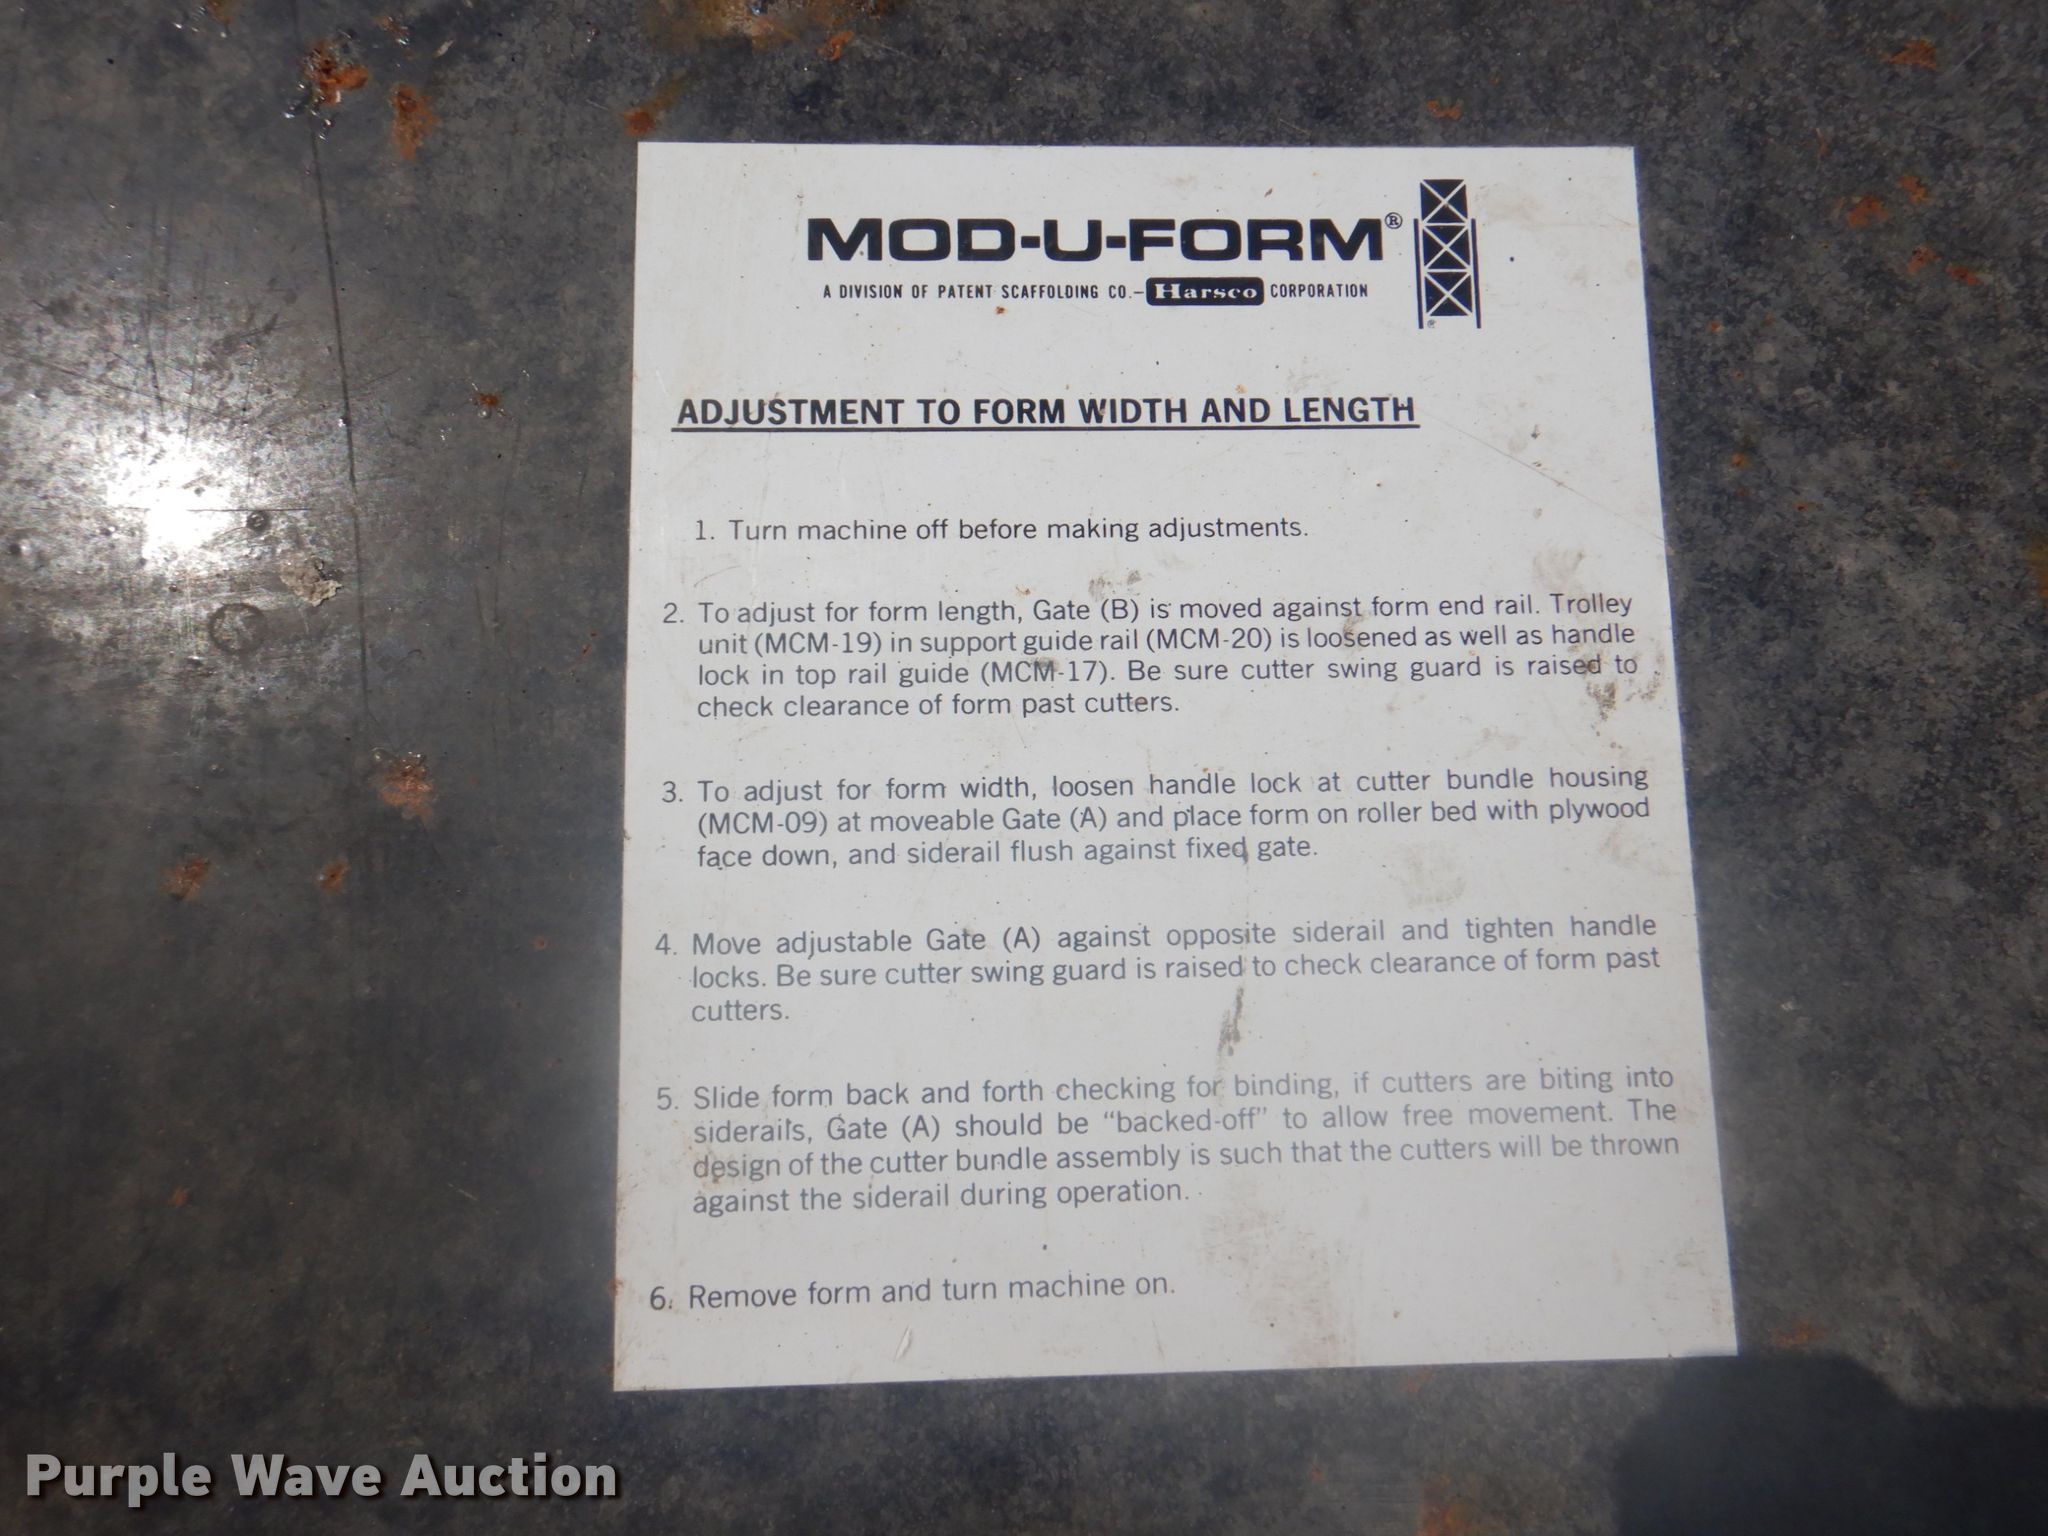 MOD-U-FORM®
A DIVISION OF PATENT SCAFFOLDING CO.— Harsco CORPORATION
ADJUSTMENT TO FORM WIDTH AND LENGTH
1. Turn machine off before making adjustments.
2. To adjust for form length, Gate (B) is moved against form end rail. Trolley
unit (MCM-19) in support guide rail (MCM-20) is loosened as well as handle
lock in top rail guide (MCM-17). Be sure cutter swing guard is raised to
check clearance of form past cutters.
3. To adjust for form width, loosen handle lock at cutter bundle housing
(MCM-09) at moveable Gate (A) and place form on roller bed with plywood
face down, and siderail flush against fixed gate.
4. Move adjustable Gate (A) against opposite siderail and tighten handle
locks. Be sure cutter swing guard is raised to check clearance of form past
cutters.
5. Slide form back and forth checking for binding, if cutters are biting into
siderails, Gate (A) should be “backed-off” to allow free movement. The
design of the cutter bundle assembly is such that the cutters will be thrown
against the siderail during operation.
6. Remove form and turn machine on.
Purple Wave Auction